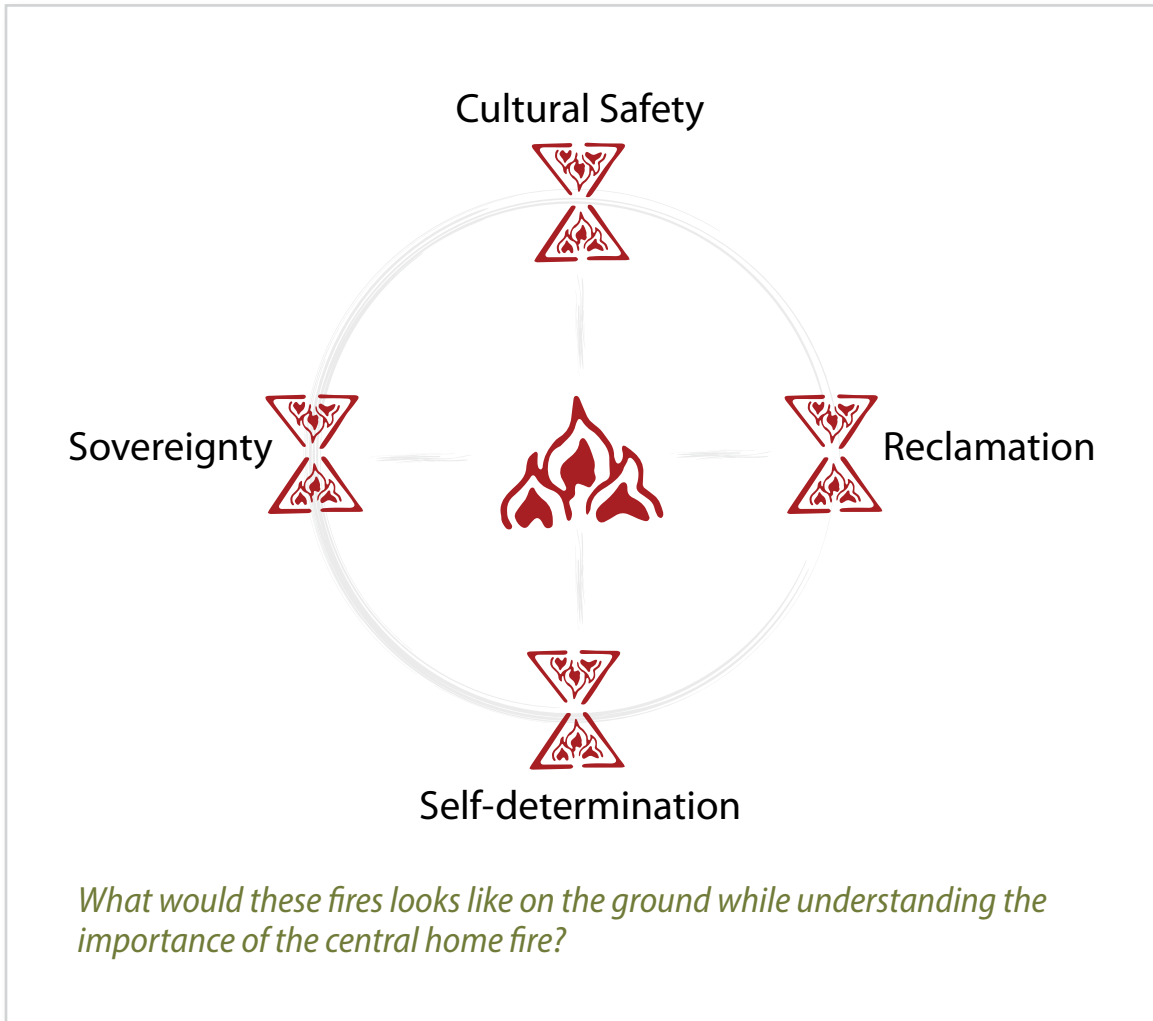 Cultural Safety
Sovereignty
Reclamation
Self-determination
What would these fires looks like on the ground while understanding the
importance of the central home fire?